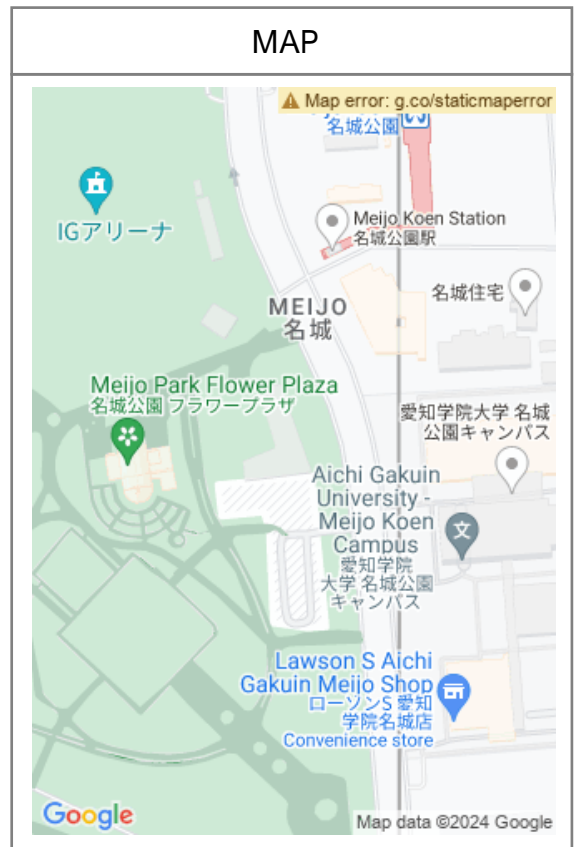 MAP
Map error: g.co/staticmaperror
名城公園
IGアリーナ
Meijo Koen Station
名城公園駅
名城住宅
MEIJO
名城
Meijo Park Flower Plaza
名城公園 フラワープラザ
愛知学院大学 名城
公園キャンパス
Aichi Gakuin
University -
Meijo Koen
Campus
愛知学院
大学 名城公園
キャンパス
文
Lawson S Aichi
Gakuin Meijo Shop
ローソンS 愛知
学院名城店
Convenience store
Google
Map data ©2024 Google